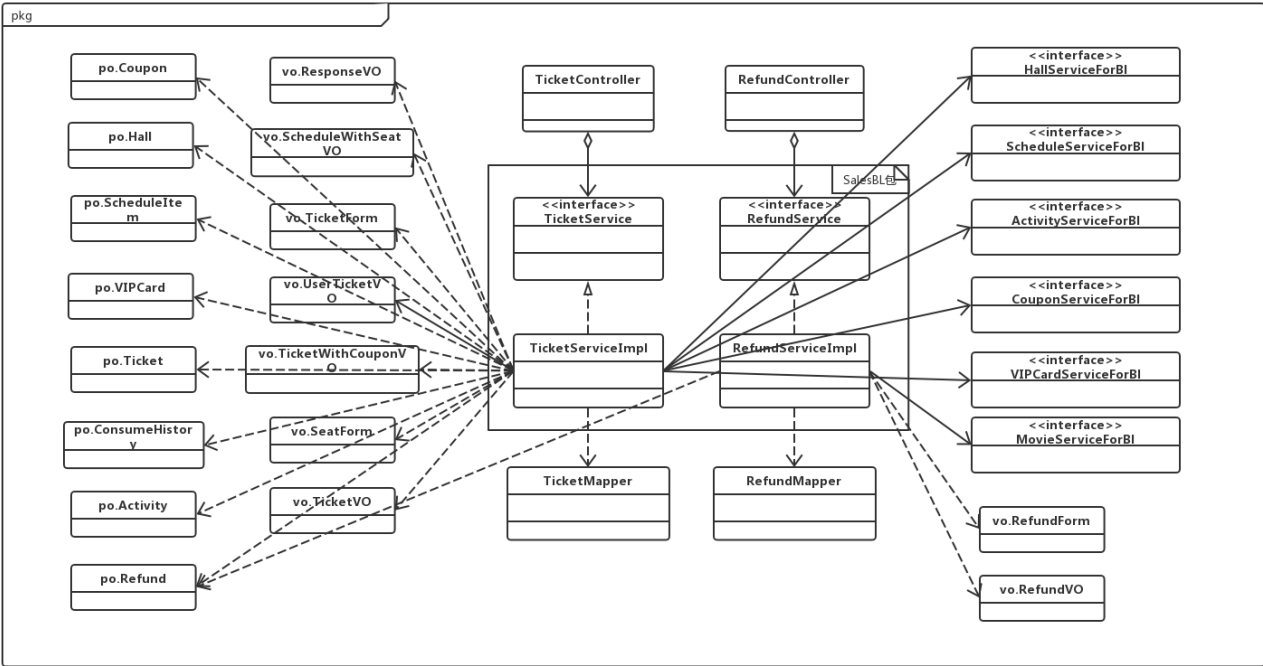 pkg
po.Coupon
vo.ResponseVO
TicketController
RefundController
<<interface>>
HallServiceForBl
po.Hall
vo.ScheduleWithSeat
VO
<<interface>>
ScheduleServiceForBl
SalesBL包
po.ScheduleIte
m
vo.TicketForm
<<interface>>
TicketService
<<interface>>
RefundService
<<interface>>
ActivityServiceForBl
po.VIPCard
vo.UserTicketV
O
<<interface>>
CouponServiceForBl
po.Ticket
vo.TicketWithCouponV
O
TicketServiceImpl
RefundServiceImpl
<<interface>>
VIPCardServiceForBl
po.ConsumeHistor
y
vo.SeatForm
<<interface>>
MovieServiceForBl
po.Activity
vo.TicketVO
TicketMapper
RefundMapper
vo.RefundForm
po.Refund
vo.RefundVO